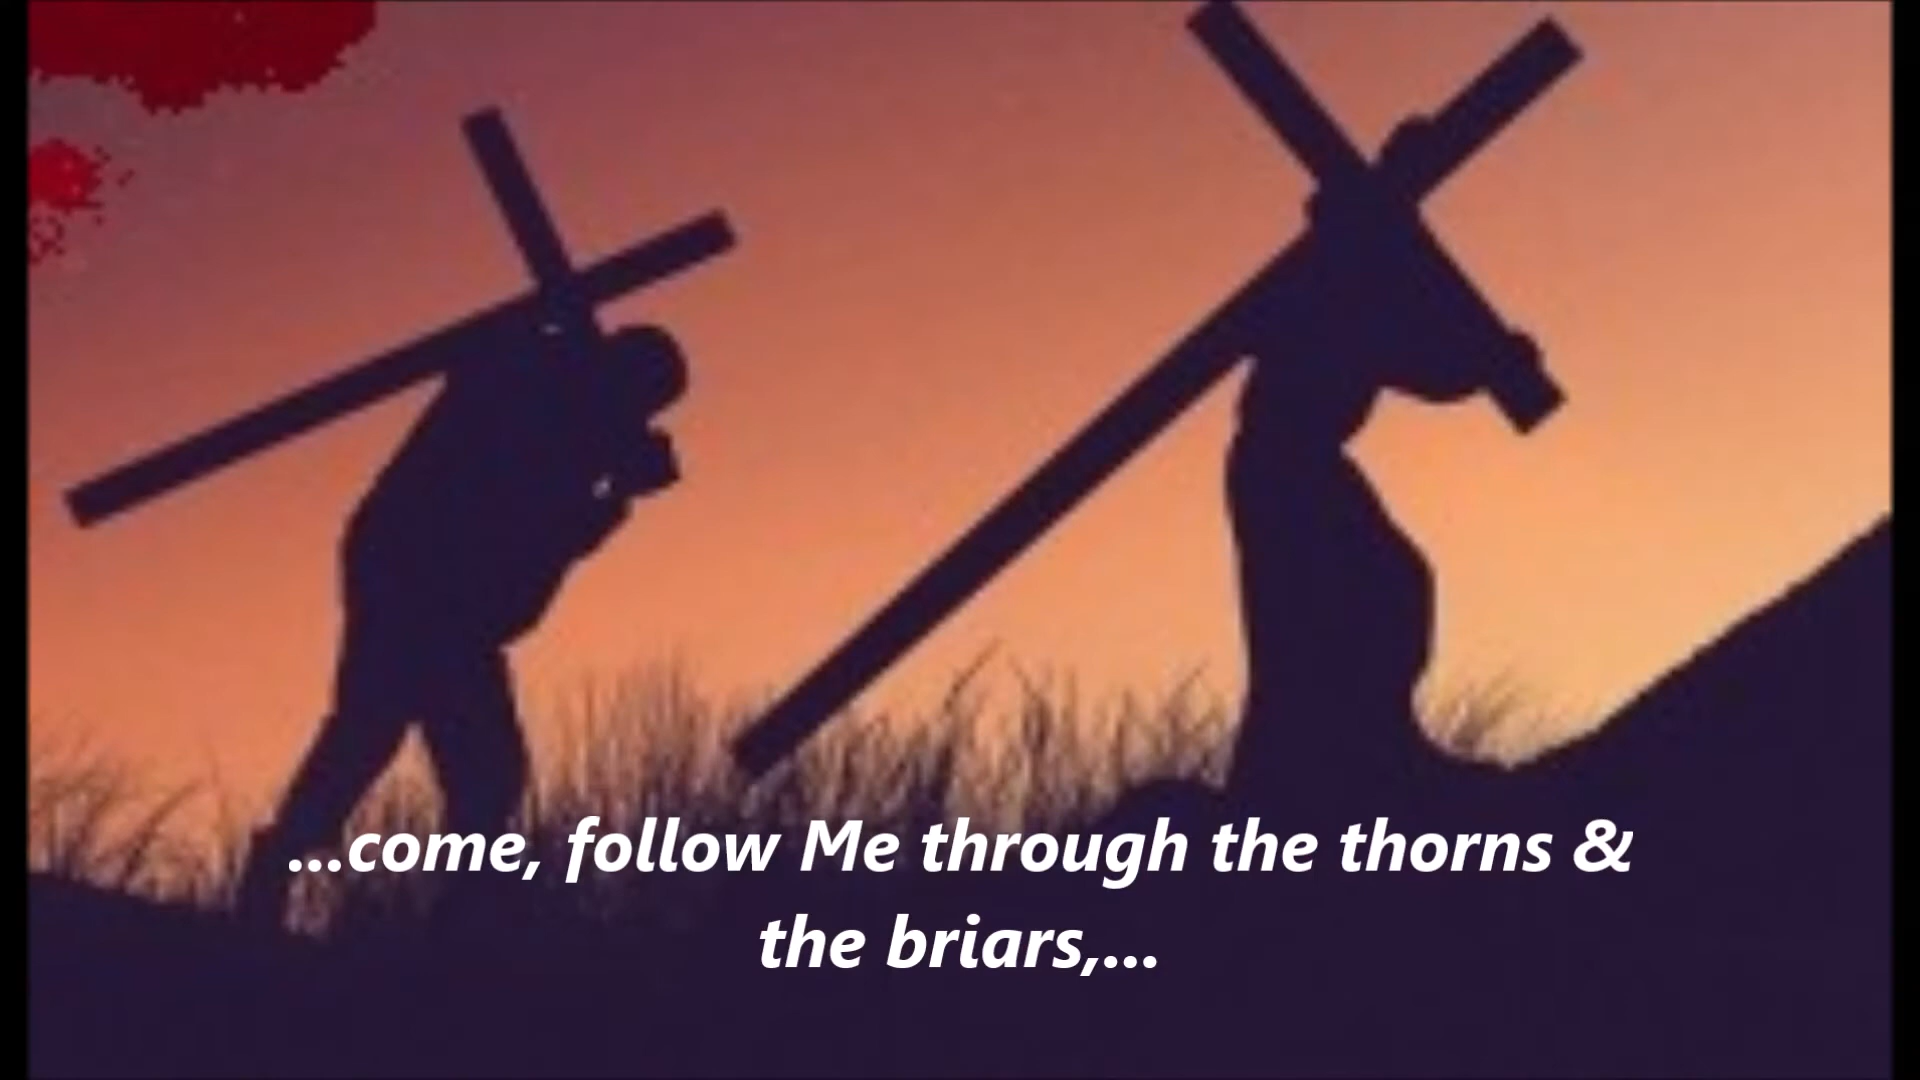 ...come, follow Me through the thorns &
the briars,...